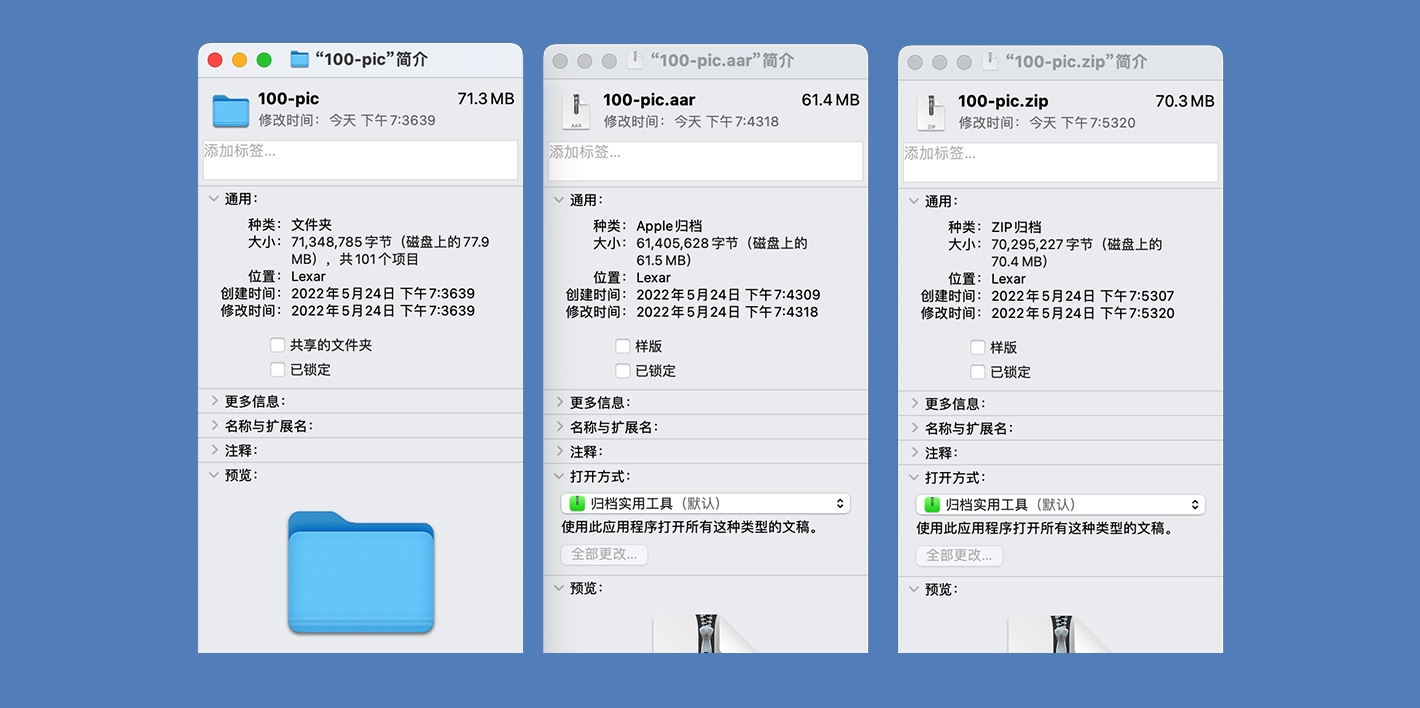 “100-pic”简介
100-pic 71.3 MB
修改时间： 今天 下午7:3639
添加标签...
通用：
种类： 文件夹
大小： 71,348,785 字节（磁盘上的77.9
MB），共101个项目
位置： Lexar
创建时间： 2022年5月24日 下午7:3639
修改时间： 2022年5月24日 下午7:3639
共享的文件夹
已锁定
更多信息：
名称与扩展名：
注释：
预览：
“100-pic.aar”简介
AAR
100-pic.aar 61.4 MB
修改时间： 今天 下午7:4318
添加标签...
通用：
种类： Apple归档
大小： 61,405,628 字节（磁盘上的
61.5 MB）
位置： Lexar
创建时间： 2022年5月24日 下午7:4309
修改时间： 2022年5月24日 下午7:4318
样版
已锁定
更多信息：
名称与扩展名：
注释：
打开方式：
归档实用工具（默认）
使用此应用程序打开所有这种类型的文稿。
全部更改...
预览：
“100-pic.zip”简介
ZIP
100-pic.zip 70.3 MB
修改时间： 今天 下午7:5320
添加标签...
通用：
种类： ZIP归档
大小： 70,295,227 字节（磁盘上的
70.4 MB）
位置： Lexar
创建时间： 2022年5月24日 下午7:5307
修改时间： 2022年5月24日 下午7:5320
样版
已锁定
更多信息：
名称与扩展名：
注释：
打开方式：
归档实用工具（默认）
使用此应用程序打开所有这种类型的文稿。
全部更改...
预览：